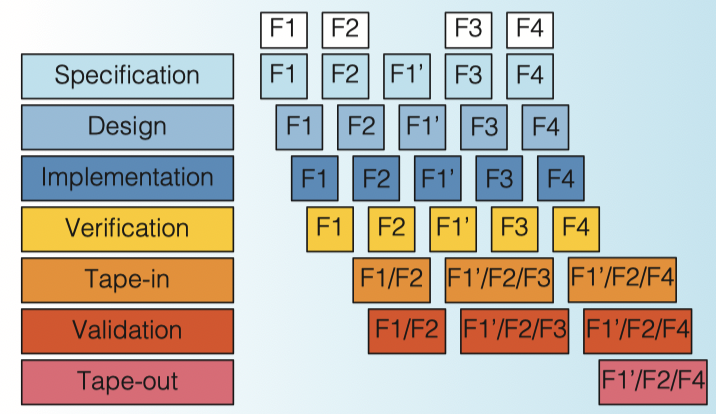 F1 F2 F3 F4
Specification F1 F2 F1’ F3 F4
Design F1 F2 F1’ F3 F4
Implementation F1 F2 F1’ F3 F4
Verification F1 F2 F1’ F3 F4
Tape-in F1/F2 F1’/F2/F3 F1’/F2/F4
Validation F1/F2 F1’/F2/F3 F1’/F2/F4
Tape-out F1’/F2/F4